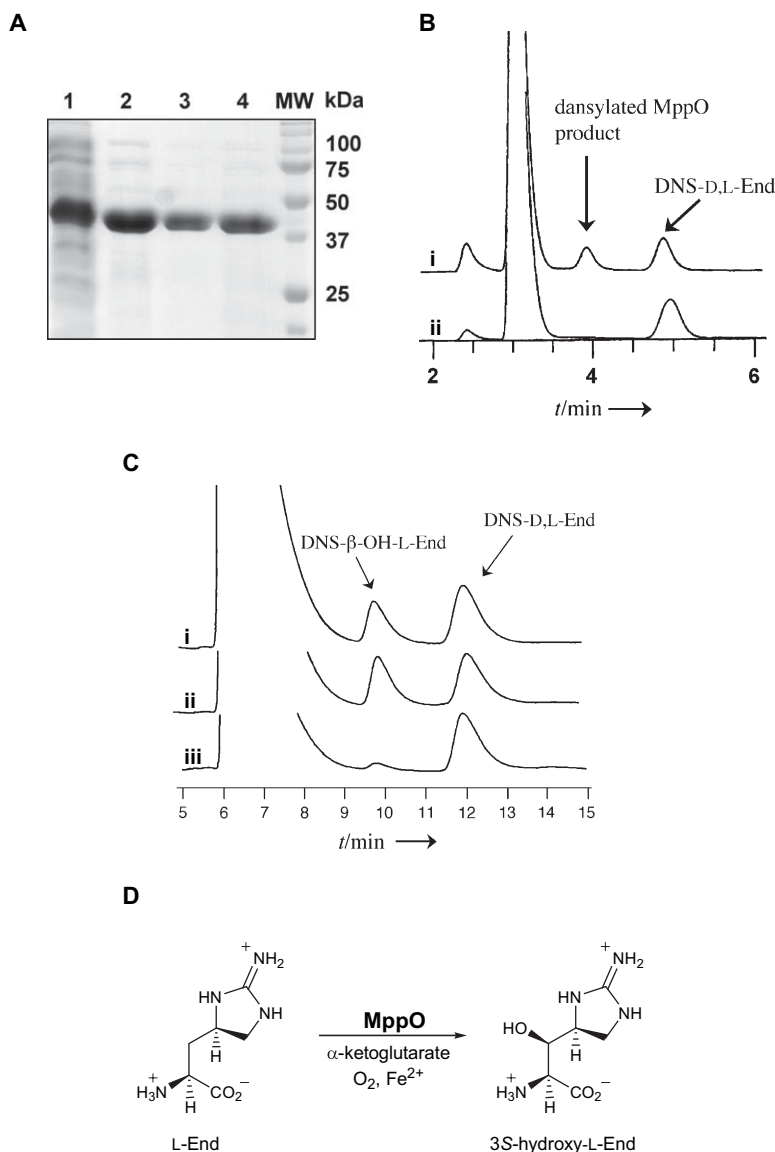 A
1 2 3 4 MW kDa
100
75
50
37
25
B
dansylated MppO
product
DNS-D,L-End
i
ii
2 4 6
t/min
C
DNS-β-OH-L-End
DNS-D,L-End
i
ii
iii
5 6 7 8 9 10 11 12 13 14 15
t/min
D
+
NH2
HN
NH
H
+
H3N
CO2−
H
L-End
MppO
α-ketoglutarate
O2, Fe2+
+
NH2
HN
NH
HO
H
+
H3N
CO2−
H
3S-hydroxy-L-End